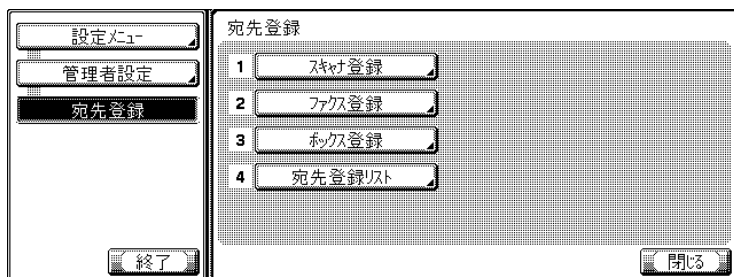 設定ﾒﾆｭｰ
管理者設定
宛先登録
終了
宛先登録
1 ｽｷｬﾅ登録
2 ﾌｧｸｽ登録
3 ﾎﾞｯｸｽ登録
4 宛先登録ﾘｽﾄ
閉じる